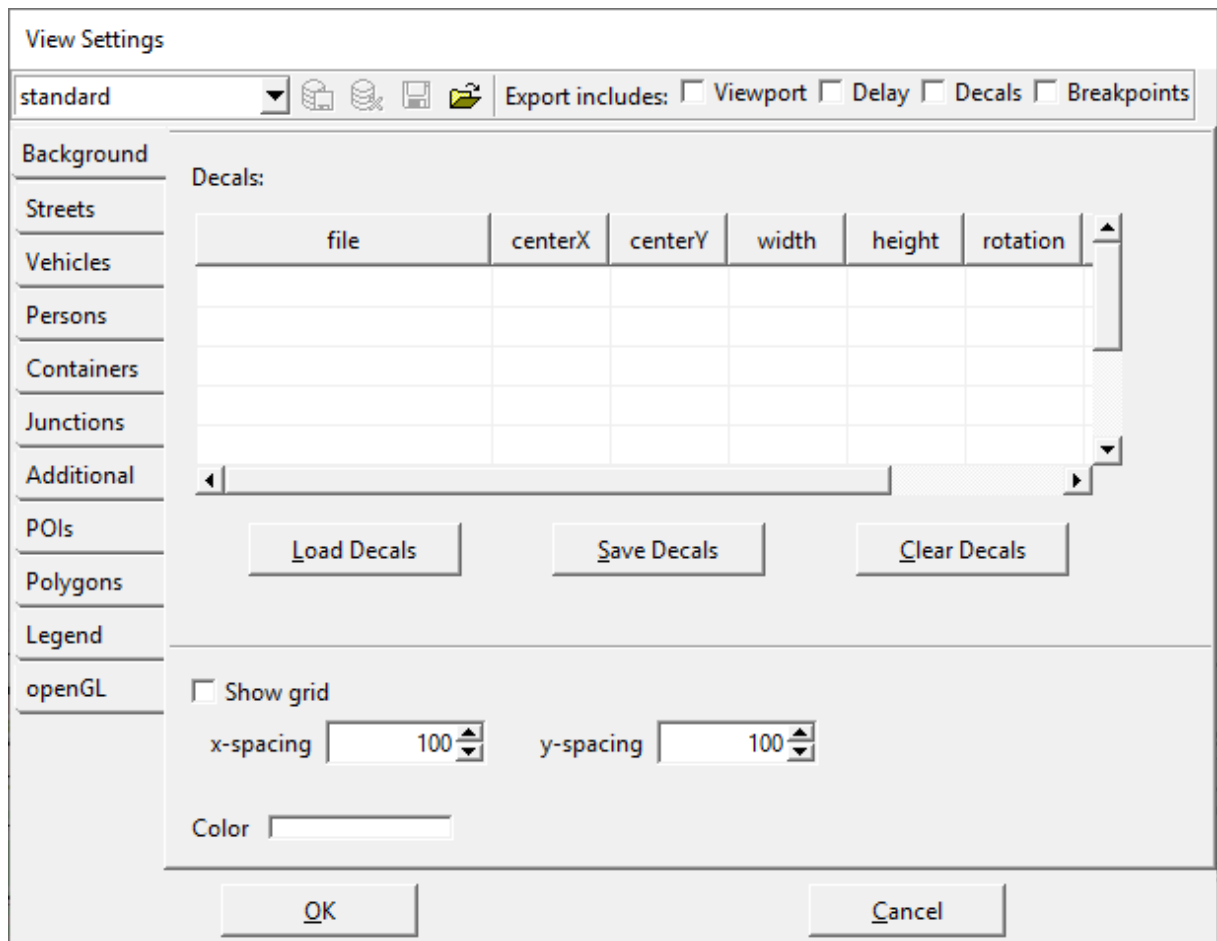 View Settings
standard Export includes: Viewport Delay Decals Breakpoints
Background
Streets
Vehicles
Persons
Containers
Junctions
Additional
POIs
Polygons
Legend
openGL
Decals:
file centerX centerY width height rotation
Load Decals Save Decals Clear Decals
Show grid
x-spacing 100 y-spacing 100
Color
OK Cancel